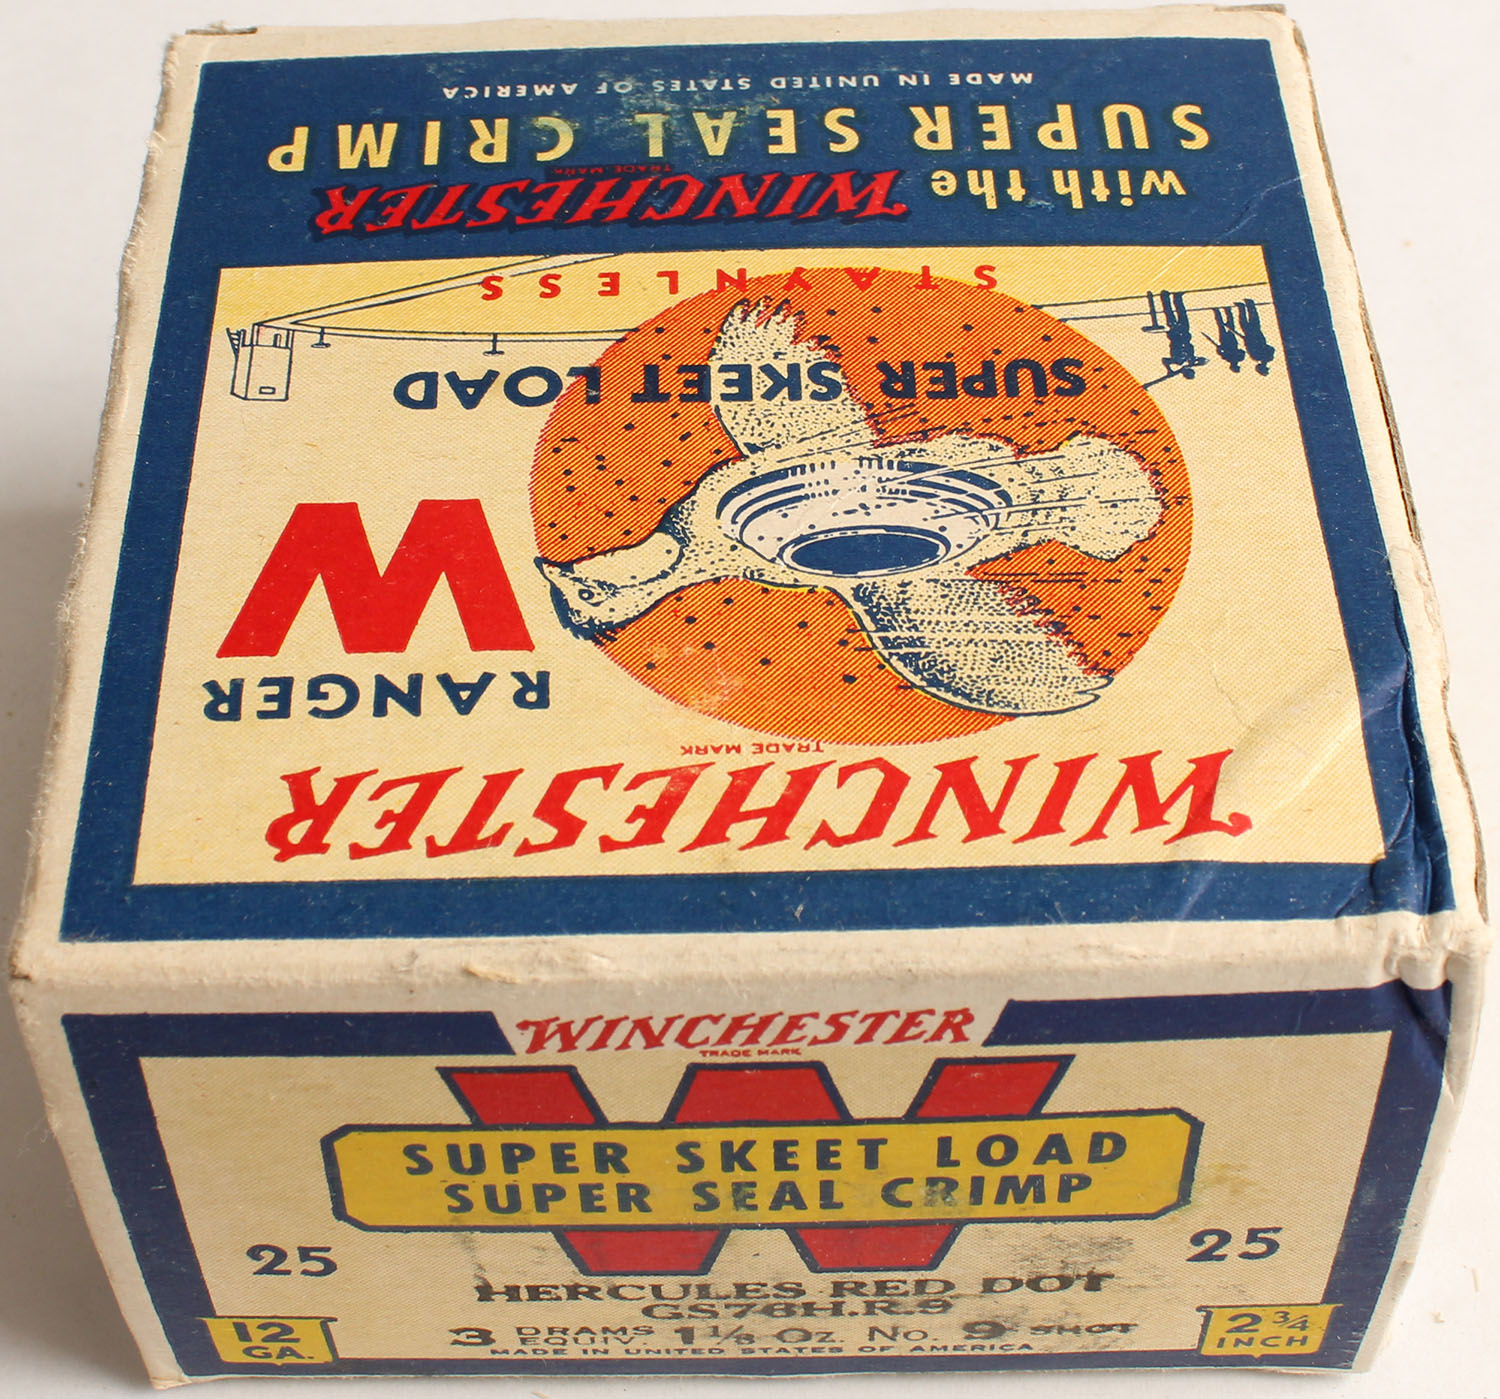 WINCHESTER
TRADE MARK
RANGER
W
SUPER SKEET LOAD
STAYNLESS
with the WINCHESTER
TRADE MARK
SUPER SEAL CRIMP
MADE IN UNITED STATES OF AMERICA
WINCHESTER
TRADE MARK
W
SUPER SKEET LOAD
SUPER SEAL CRIMP
25 25
HERCULES RED DOT
GS76H.R.9
12 GA.
3 DRAMS EQUIV. 1 1/8 OZ. No. 9 SHOT
2 3/4 INCH
MADE IN UNITED STATES OF AMERICA